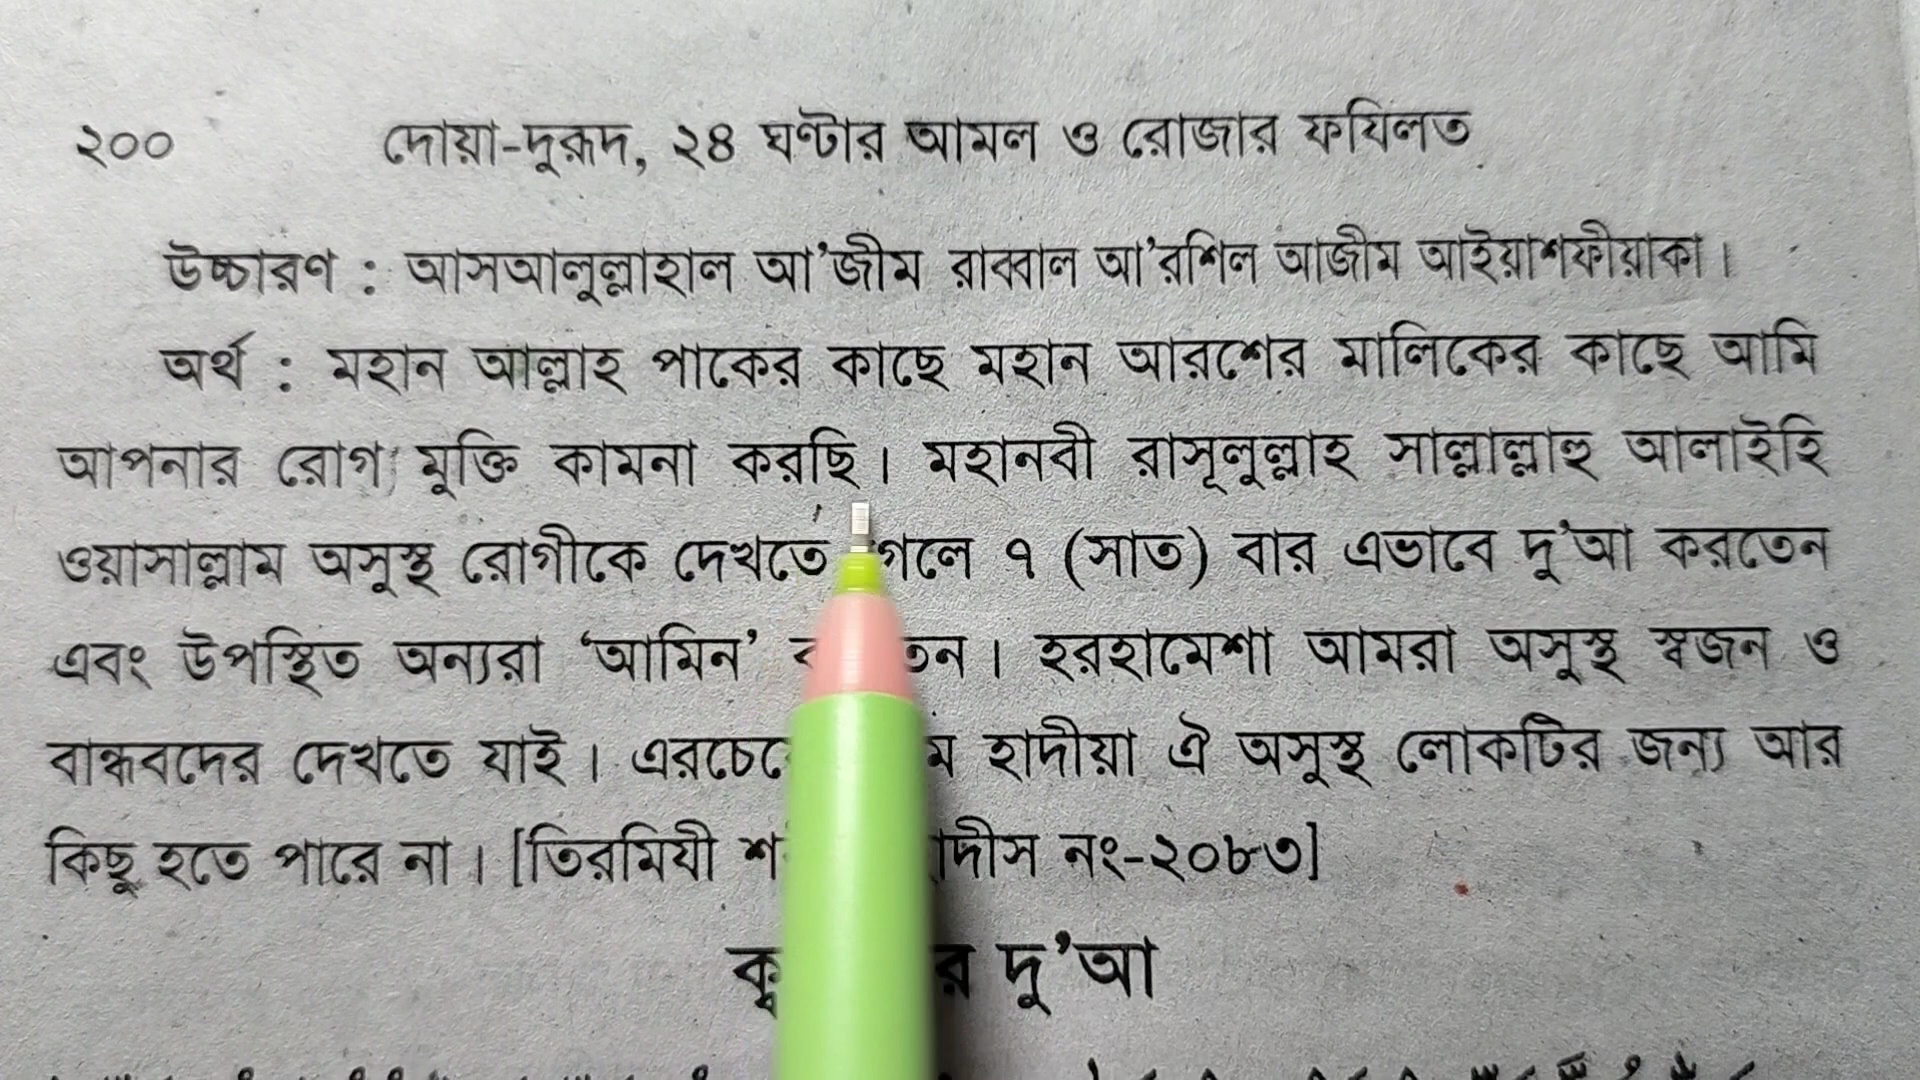 ২০০ দোয়া-দুরূদ, ২৪ ঘণ্টার আমল ও রোজার ফযিলত
উচ্চারণ : আসআলুল্লাহাল আ'জীম রাব্বাল আ'রশিল আজীম আইয়াশফীয়াকা।
অর্থ : মহান আল্লাহ পাকের কাছে মহান আরশের মালিকের কাছে আমি
আপনার রোগ মুক্তি কামনা করছি। মহানবী রাসূলুল্লাহ সাল্লাল্লাহু আলাইহি
ওয়াসাল্লাম অসুস্থ রোগীকে দেখতে গেলে ৭ (সাত) বার এভাবে দু'আ করতেন
এবং উপস্থিত অন্যরা ‘আমিন’ । হরহামেশা আমরা অসুস্থ স্বজন ও
বান্ধবদের দেখতে যাই। হাদীয়া ঐ অসুস্থ লোকটির জন্য আর
কিছু হতে পারে না। [তিরমিযী নং-২০৮৩]
দু'আ